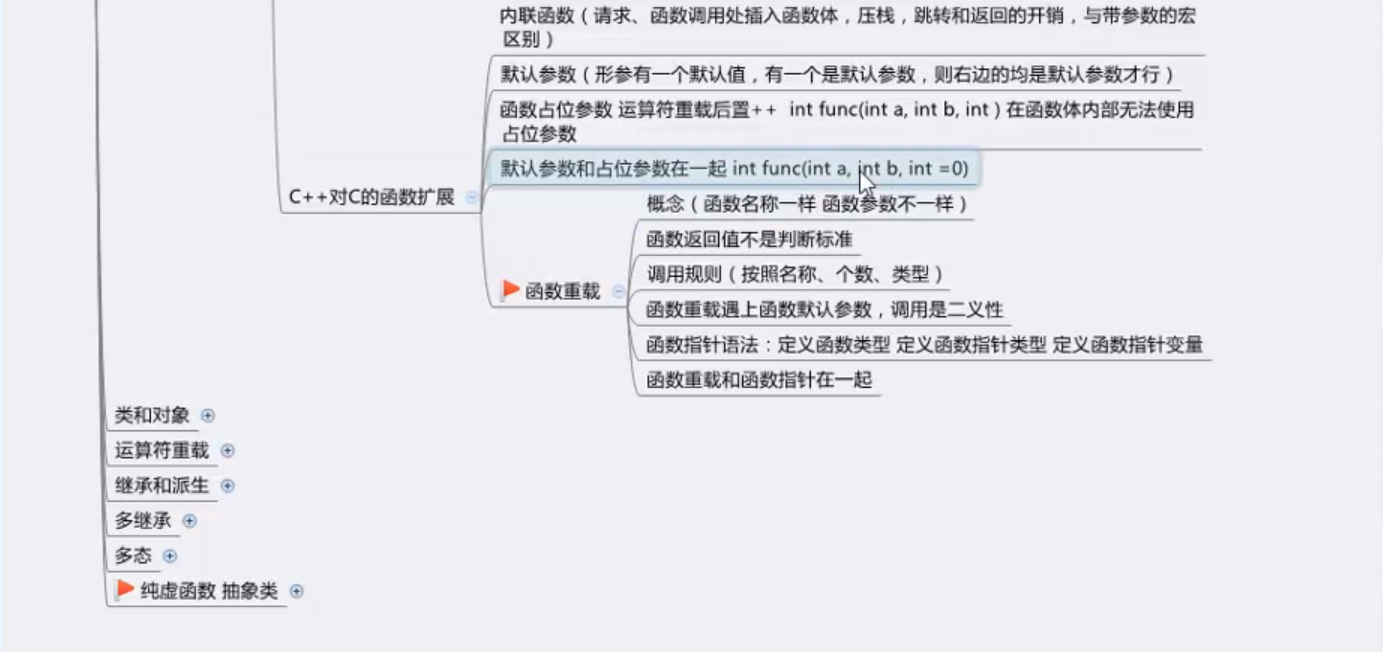 内联函数（请求、函数调用处插入函数体，压栈，跳转和返回的开销，与带参数的宏
区别）
默认参数（形参有一个默认值，有一个是默认参数，则右边的均是默认参数才行）
函数占位参数 运算符重载后置++  int func(int a, int b, int ) 在函数体内部无法使用
占位参数
默认参数和占位参数在一起 int func(int a, int b, int =0)
C++对C的函数扩展
概念（函数名称一样 函数参数不一样）
函数返回值不是判断标准
调用规则（按照名称、个数、类型）
函数重载
函数重载遇上函数默认参数，调用是二义性
函数指针语法：定义函数类型 定义函数指针类型 定义函数指针变量
函数重载和函数指针在一起
类和对象
运算符重载
继承和派生
多继承
多态
纯虚函数 抽象类